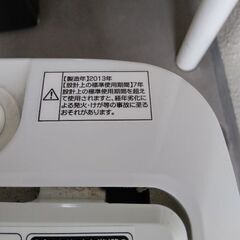 【製造年】2013年
【設計上の標準使用期間】7年
設計上の標準使用期間を超え
て使用されますと、経年劣化に
よる発火・けが等の事故に至る
おそれがあります。